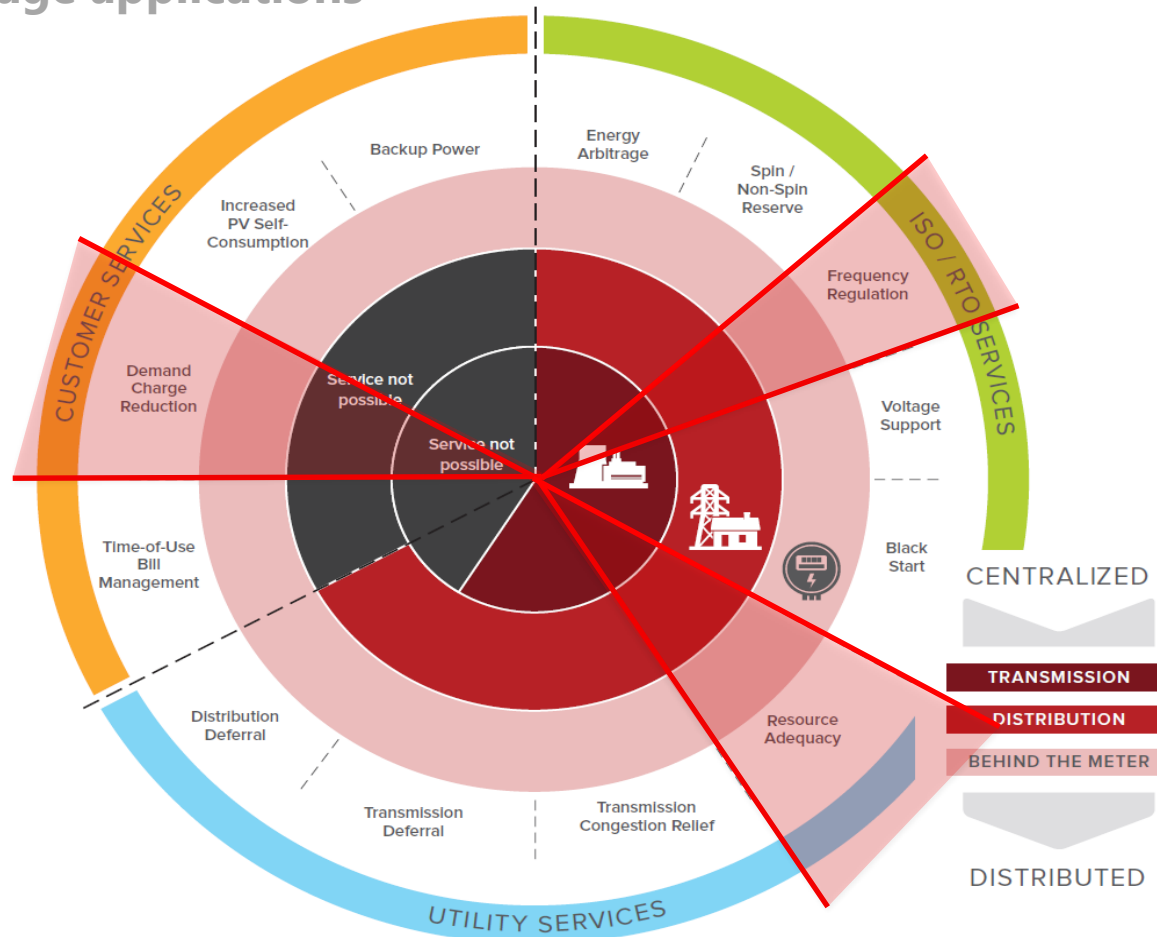 age applications
Backup Power
Energy
Arbitrage
Spin /
Non-Spin
Reserve
Increased
PV Self-
Consumption
CUSTOMER SERVICES
ISO / RTO SERVICES
Frequency
Regulation
Demand
Charge
Reduction
Service not
possible
Service not
possible
Voltage
Support
Time-of-Use
Bill
Management
Black
Start
CENTRALIZED
TRANSMISSION
DISTRIBUTION
BEHIND THE METER
DISTRIBUTED
Distribution
Deferral
Resource
Adequacy
Transmission
Deferral
Transmission
Congestion Relief
UTILITY SERVICES